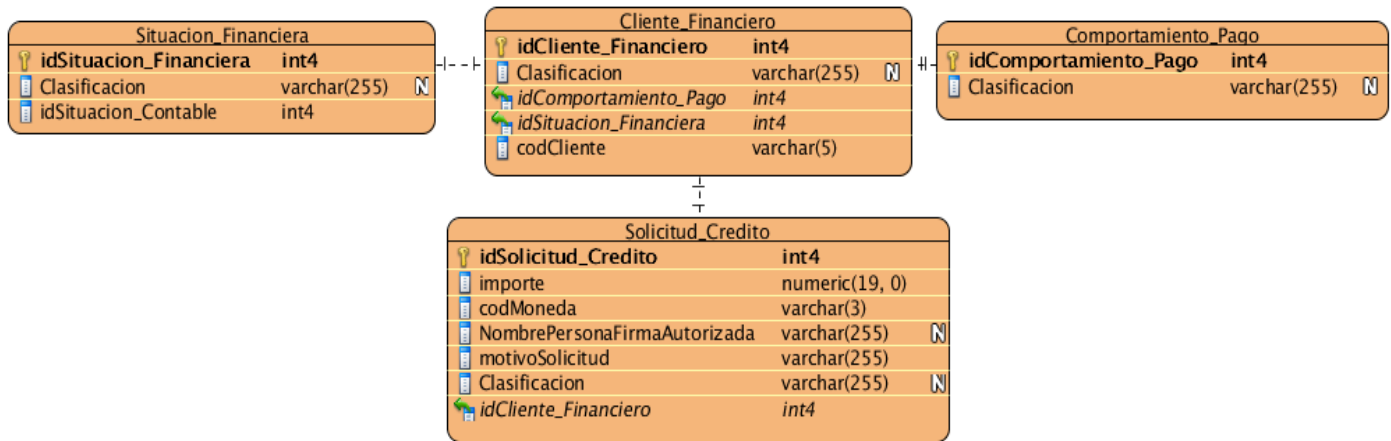 Situacion_Financiera
idSituacion_Financiera int4
Clasificacion varchar(255) N
idSituacion_Contable int4
Cliente_Financiero
idCliente_Financiero int4
Clasificacion varchar(255) N
idComportamiento_Pago int4
idSituacion_Financiera int4
codCliente varchar(5)
Comportamiento_Pago
idComportamiento_Pago int4
Clasificacion varchar(255) N
Solicitud_Credito
idSolicitud_Credito int4
importe numeric(19, 0)
codMoneda varchar(3)
NombrePersonaFirmaAutorizada varchar(255) N
motivoSolicitud varchar(255)
Clasificacion varchar(255) N
idCliente_Financiero int4